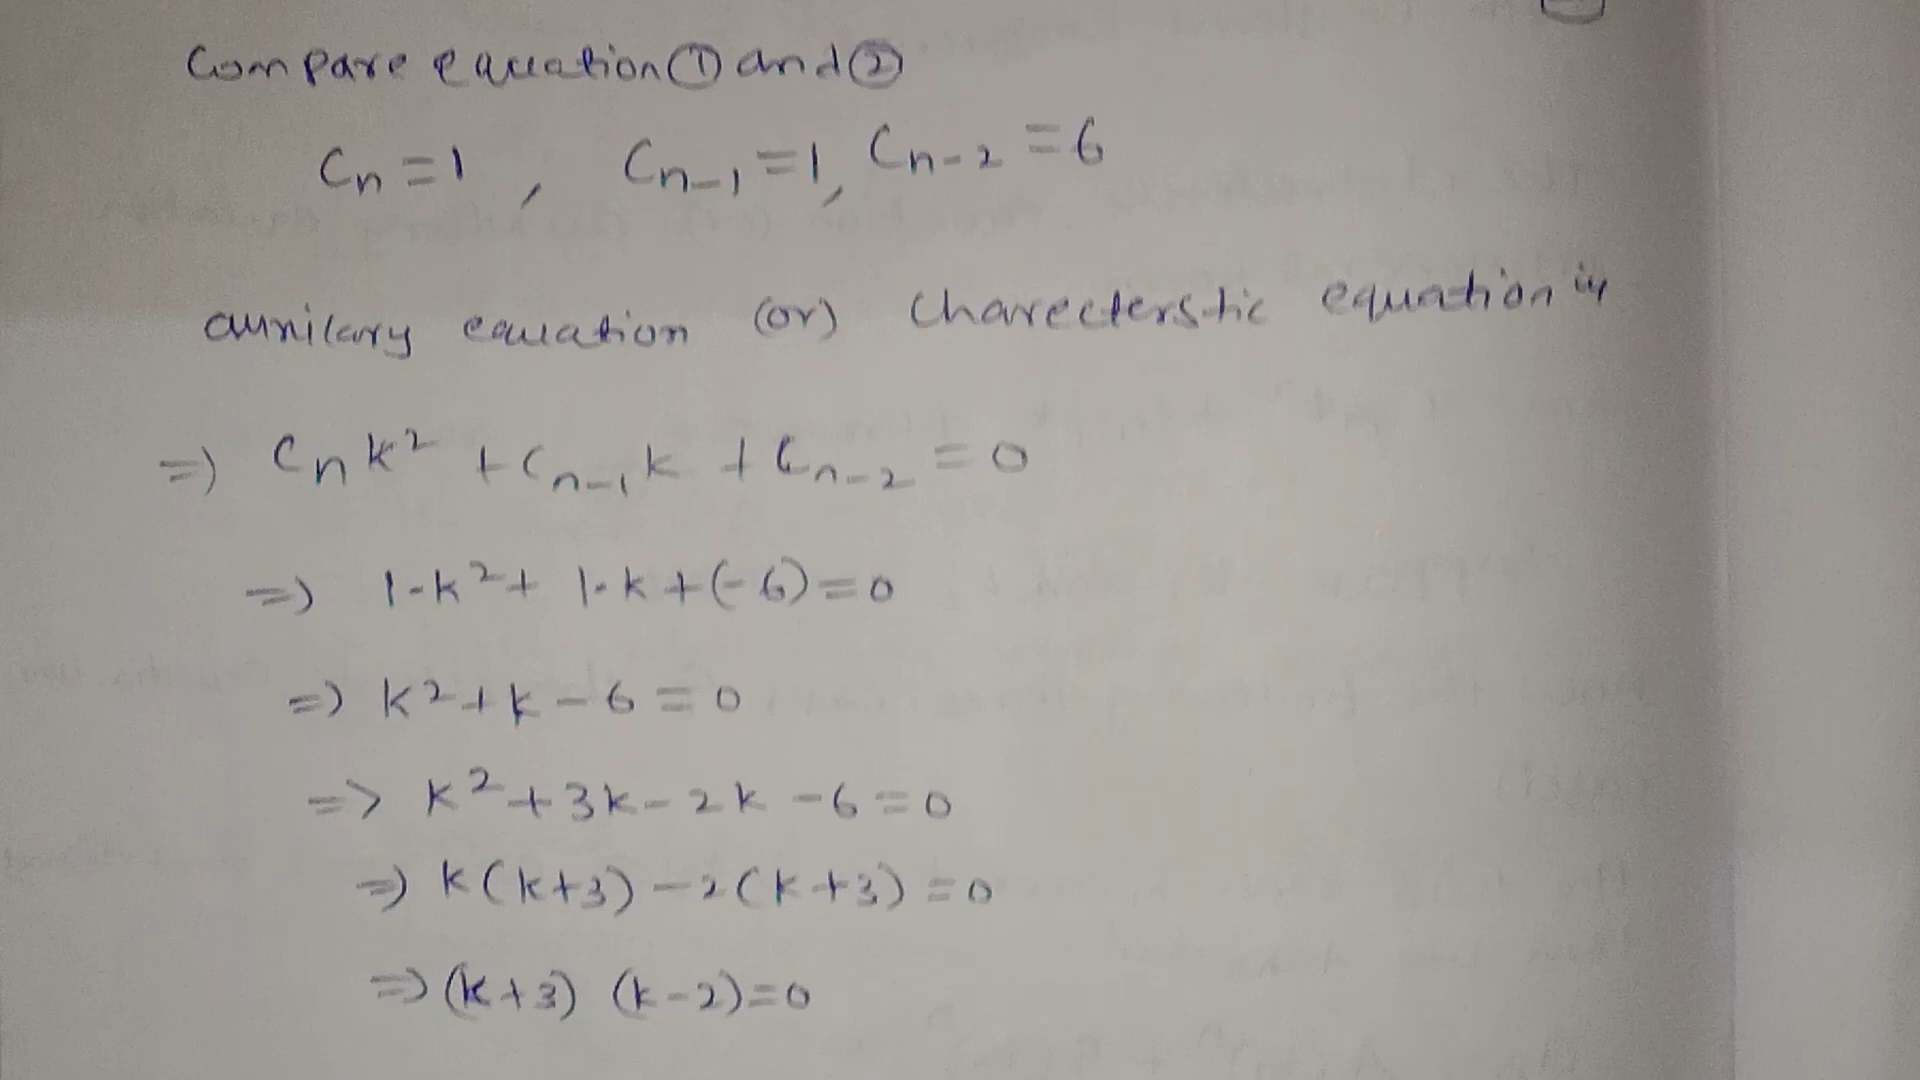 Compare equation ① and ②
Cn = 1 , Cn-1 = 1, Cn-2 = 6
auxilary equation (or) charecterstic equation is
=) Cn k² + Cn-1 k + Cn-2 = 0
=) 1·k² + 1·k + (-6) = 0
=) k² + k - 6 = 0
=> k² + 3k - 2k - 6 = 0
=) k(k+3) - 2(k+3) = 0
=) (k+3) (k-2) = 0